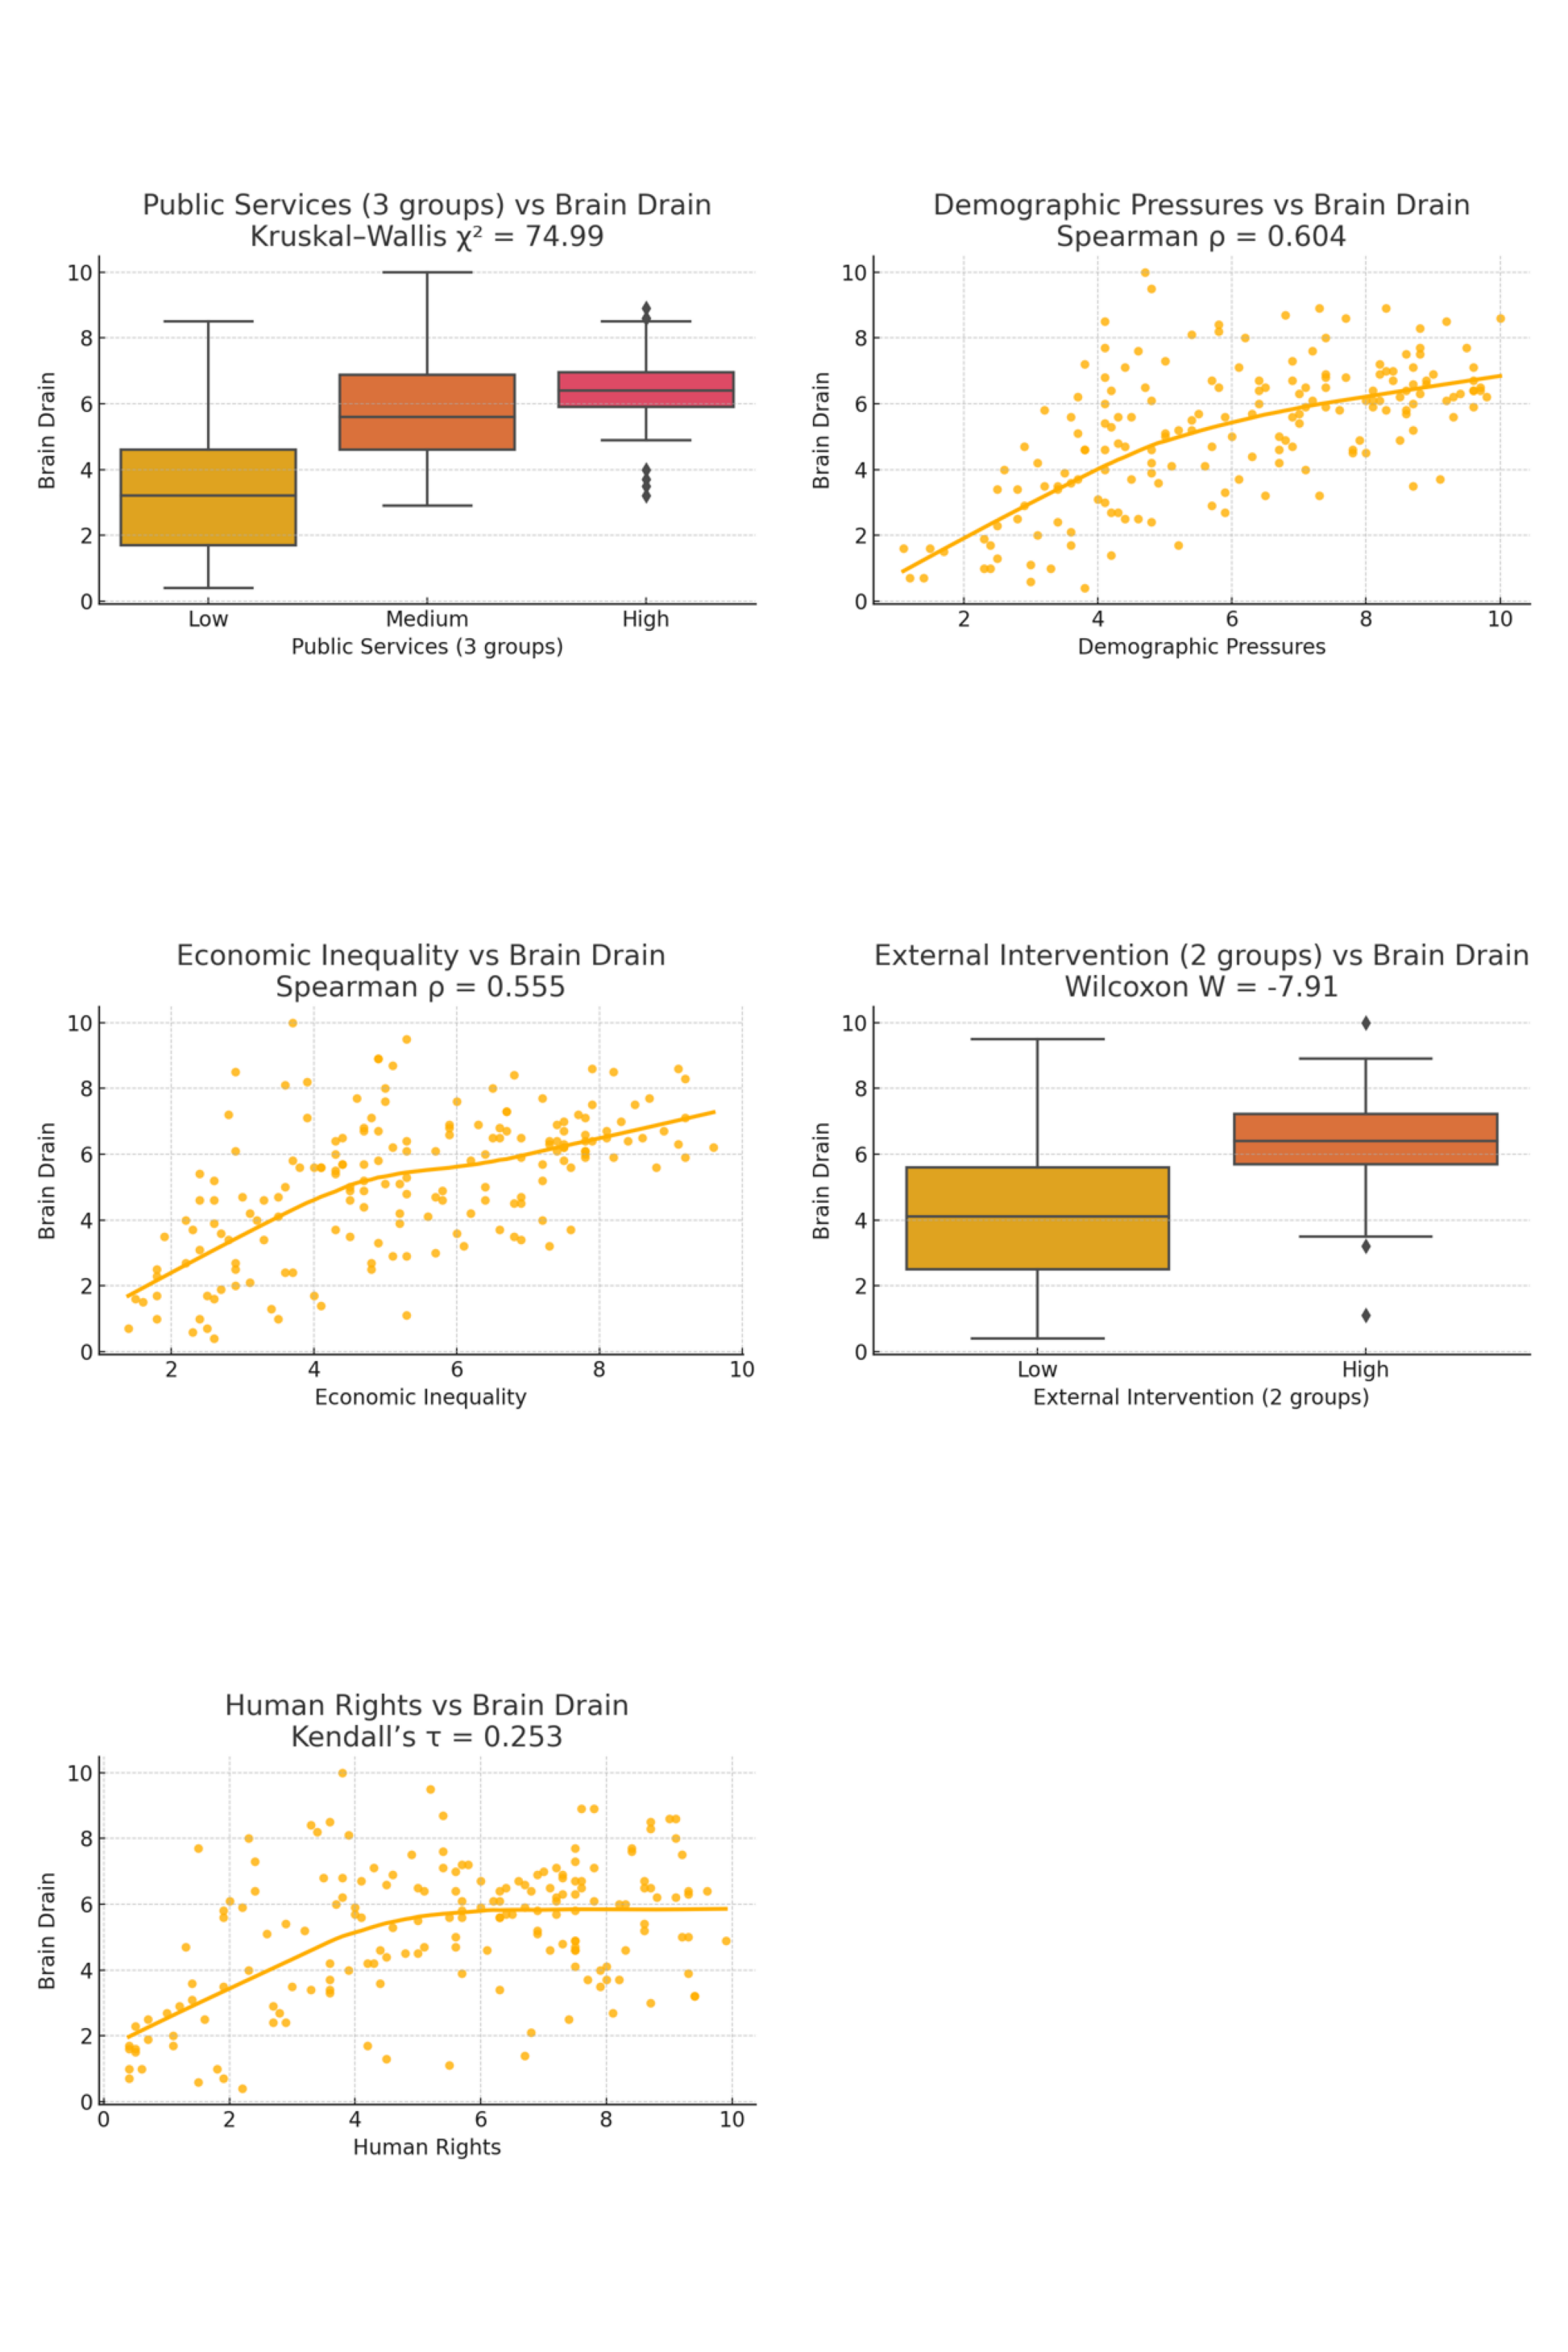 Public Services (3 groups) vs Brain Drain
Kruskal–Wallis χ² = 74.99
10
8
6
4
2
0
Brain Drain
Low Medium High
Public Services (3 groups)
Demographic Pressures vs Brain Drain
Spearman ρ = 0.604
10
8
6
4
2
0
Brain Drain
2 4 6 8 10
Demographic Pressures
Economic Inequality vs Brain Drain
Spearman ρ = 0.555
10
8
6
4
2
0
Brain Drain
2 4 6 8 10
Economic Inequality
External Intervention (2 groups) vs Brain Drain
Wilcoxon W = -7.91
10
8
6
4
2
0
Brain Drain
Low High
External Intervention (2 groups)
Human Rights vs Brain Drain
Kendall’s τ = 0.253
10
8
6
4
2
0
Brain Drain
0 2 4 6 8 10
Human Rights